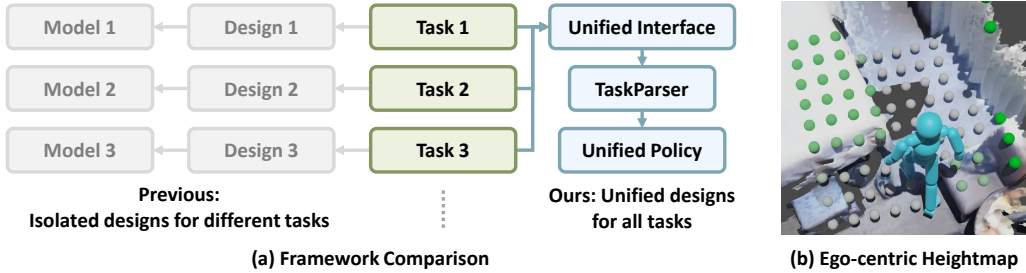 Model 1
Design 1
Task 1
Unified Interface
Model 2
Design 2
Task 2
TaskParser
Model 3
Design 3
Task 3
Unified Policy
Previous:
Isolated designs for different tasks
Ours: Unified designs
for all tasks
(a) Framework Comparison
(b) Ego-centric Heightmap